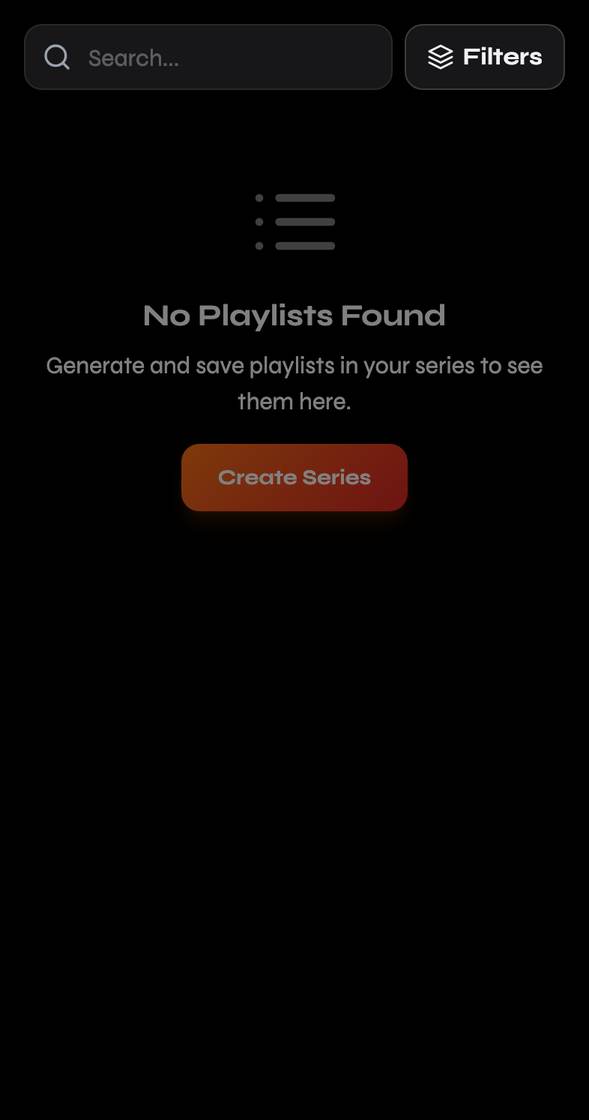 Search...
Filters
No Playlists Found
Generate and save playlists in your series to see
them here.
Create Series